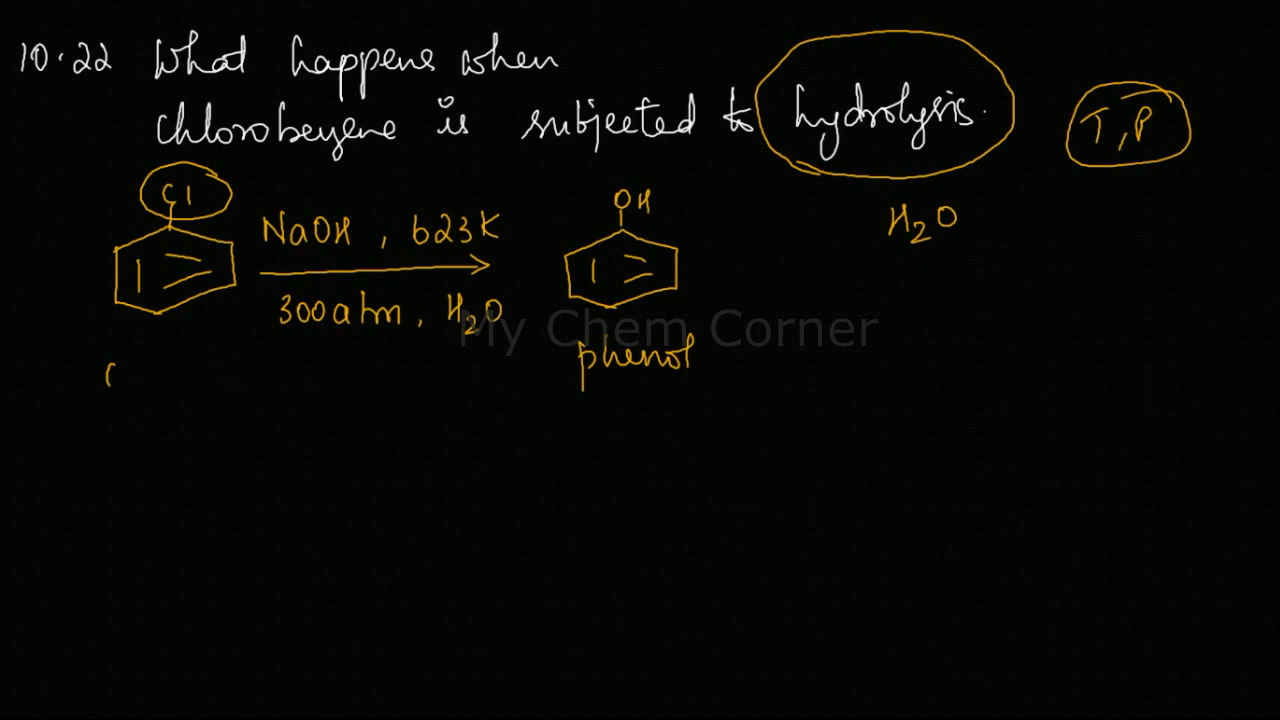 10.22 What happens when
chlorobenzene is subjected to hydrolysis.
T, P
Cl
NaOH , 623K
300 atm, H2O
OH
H2O
My Chem Corner
phenol